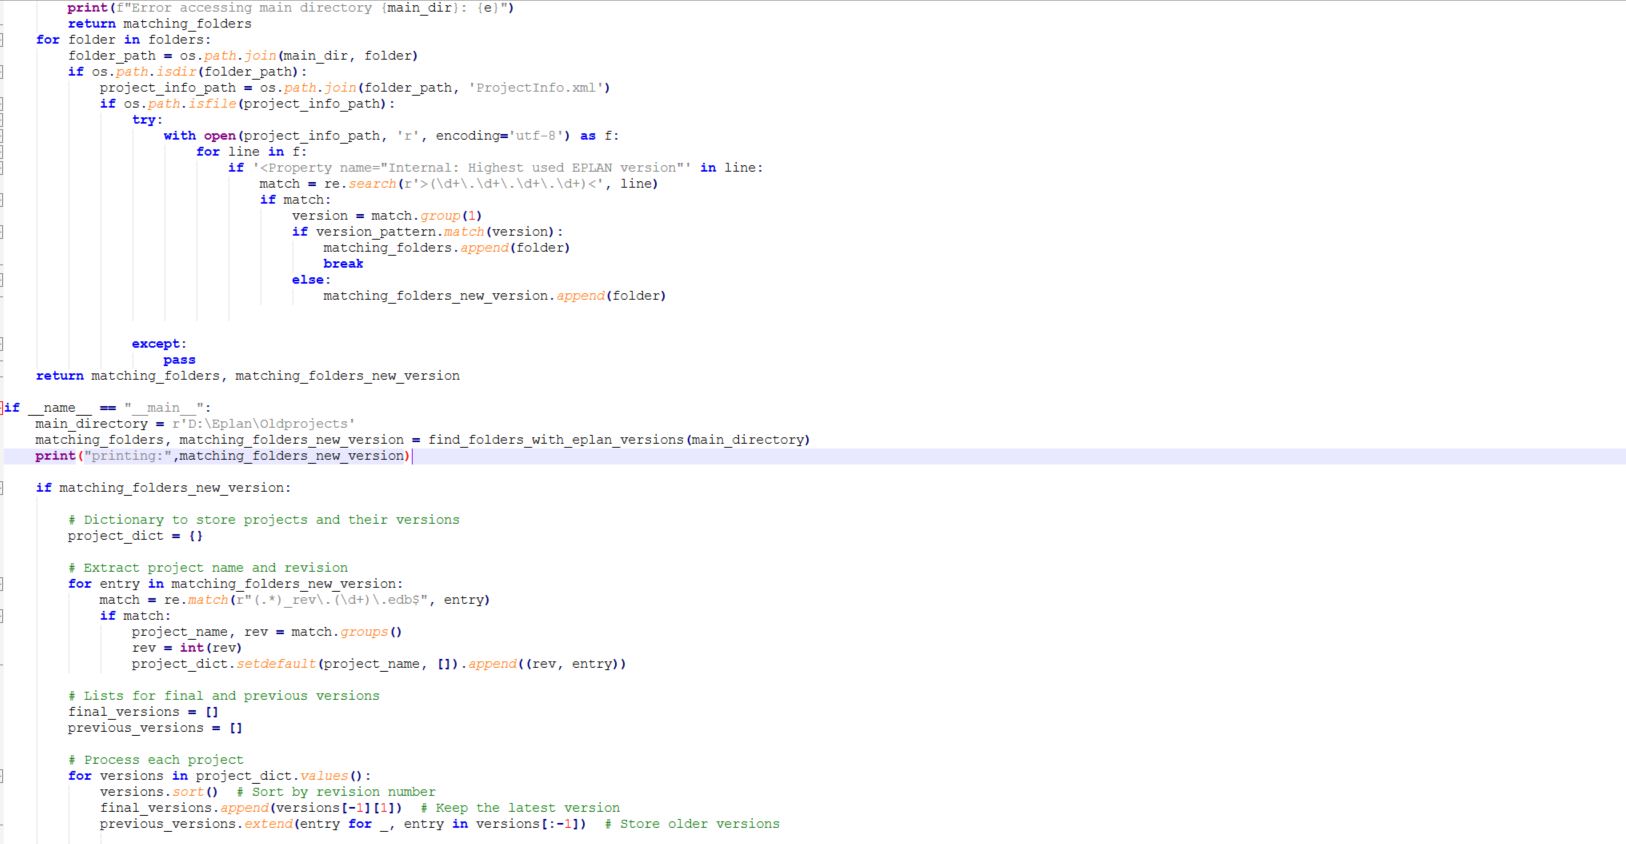 print(f"Error accessing main directory {main_dir}: {e}")
        return matching_folders
    for folder in folders:
        folder_path = os.path.join(main_dir, folder)
        if os.path.isdir(folder_path):
            project_info_path = os.path.join(folder_path, 'ProjectInfo.xml')
            if os.path.isfile(project_info_path):
                try:
                    with open(project_info_path, 'r', encoding='utf-8') as f:
                        for line in f:
                            if '<Property name="Internal: Highest used EPLAN version"' in line:
                                match = re.search(r'>(\d+\.\d+\.\d+\.\d+)<', line)
                                if match:
                                    version = match.group(1)
                                    if version_pattern.match(version):
                                        matching_folders.append(folder)
                                        break
                                    else:
                                        matching_folders_new_version.append(folder)
                except:
                    pass
    return matching_folders, matching_folders_new_version
if __name__ == "__main__":
    main_directory = r'D:\Eplan\Oldprojects'
    matching_folders, matching_folders_new_version = find_folders_with_eplan_versions(main_directory)
    print("printing:",matching_folders_new_version)
    if matching_folders_new_version:
        # Dictionary to store projects and their versions
        project_dict = {}
        # Extract project name and revision
        for entry in matching_folders_new_version:
            match = re.match(r"(.*)_rev\.(\d+)\.edb$", entry)
            if match:
                project_name, rev = match.groups()
                rev = int(rev)
                project_dict.setdefault(project_name, []).append((rev, entry))
        # Lists for final and previous versions
        final_versions = []
        previous_versions = []
        # Process each project
        for versions in project_dict.values():
            versions.sort()  # Sort by revision number
            final_versions.append(versions[-1][1])  # Keep the latest version
            previous_versions.extend(entry for _, entry in versions[:-1])  # Store older versions